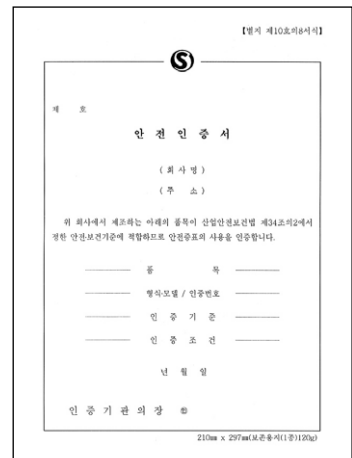 【별지 제10호의8서식】
S
제 호
안 전 인 증 서
( 회 사 명 )
( 주 소 )
위 회사에서 제조하는 아래의 품목이 산업안전보건법 제34조의2에서
정한 안전·보건기준에 적합하므로 안전증표의 사용을 인증합니다.
품 목
형식·모델 / 인증번호
인 증 기 준
인 증 조 건
년 월 일
인 증 기 관 의 장 ㊞
210mm x 297mm(보존용지(1종)120g)